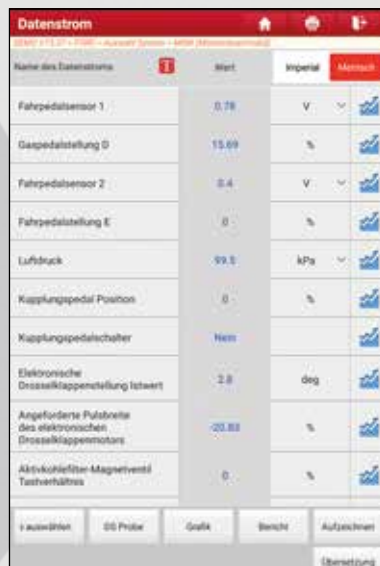 Datenstrom
Name des Datenstroms Wert Imperial Metrisch
Fahrpedalsensor 1 0.78 V
Gaspedalstellung D 15.69 %
Fahrpedalsensor 2 0.4 V
Fahrpedalstellung E 0 %
Luftdruck 99.5 kPa
Kupplungspedal Position 0 %
Kupplungspedalschalter Nein
Elektronische
Drosselklappenstellung Istwert 2.8 deg
Angeforderte Pulsbreite
des elektronischen
Drosselklappenmotors -20.83 %
Aktivkohlefilter-Magnetventil
Tastverhältnis 0 %
auswählen DS Probe Grafik Bericht Aufzeichnen
Übersetzung